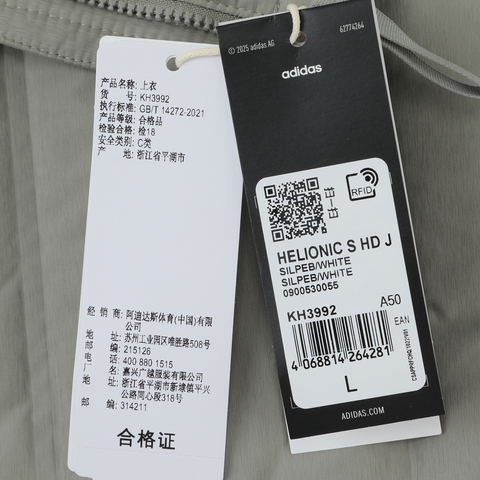 产品名称: 上衣
货 号: KH3992
执行标准: GB/T 14272-2021
产品等级: 合格品
检验合格: 检18
安全类别: C类
产 地: 浙江省平湖市
经 销 商: 阿迪达斯体育(中国)有限公司
地 址: 苏州工业园区唯胜路508号
邮 编: 215126
电 话: 400 880 1515
厂 名: 嘉兴广越服装有限公司
地 址: 浙江省平湖市新埭镇平兴公路同心段318号
邮 编: 314211
合格证
© 2025 adidas AG
62774264
adidas
扫一扫
RFID
HELIONIC S HD J
SILPEB/WHITE
SILPEB/WHITE
0900530055
KH3992
A50
EAN
4 068814 264281
L
ADIDAS.COM